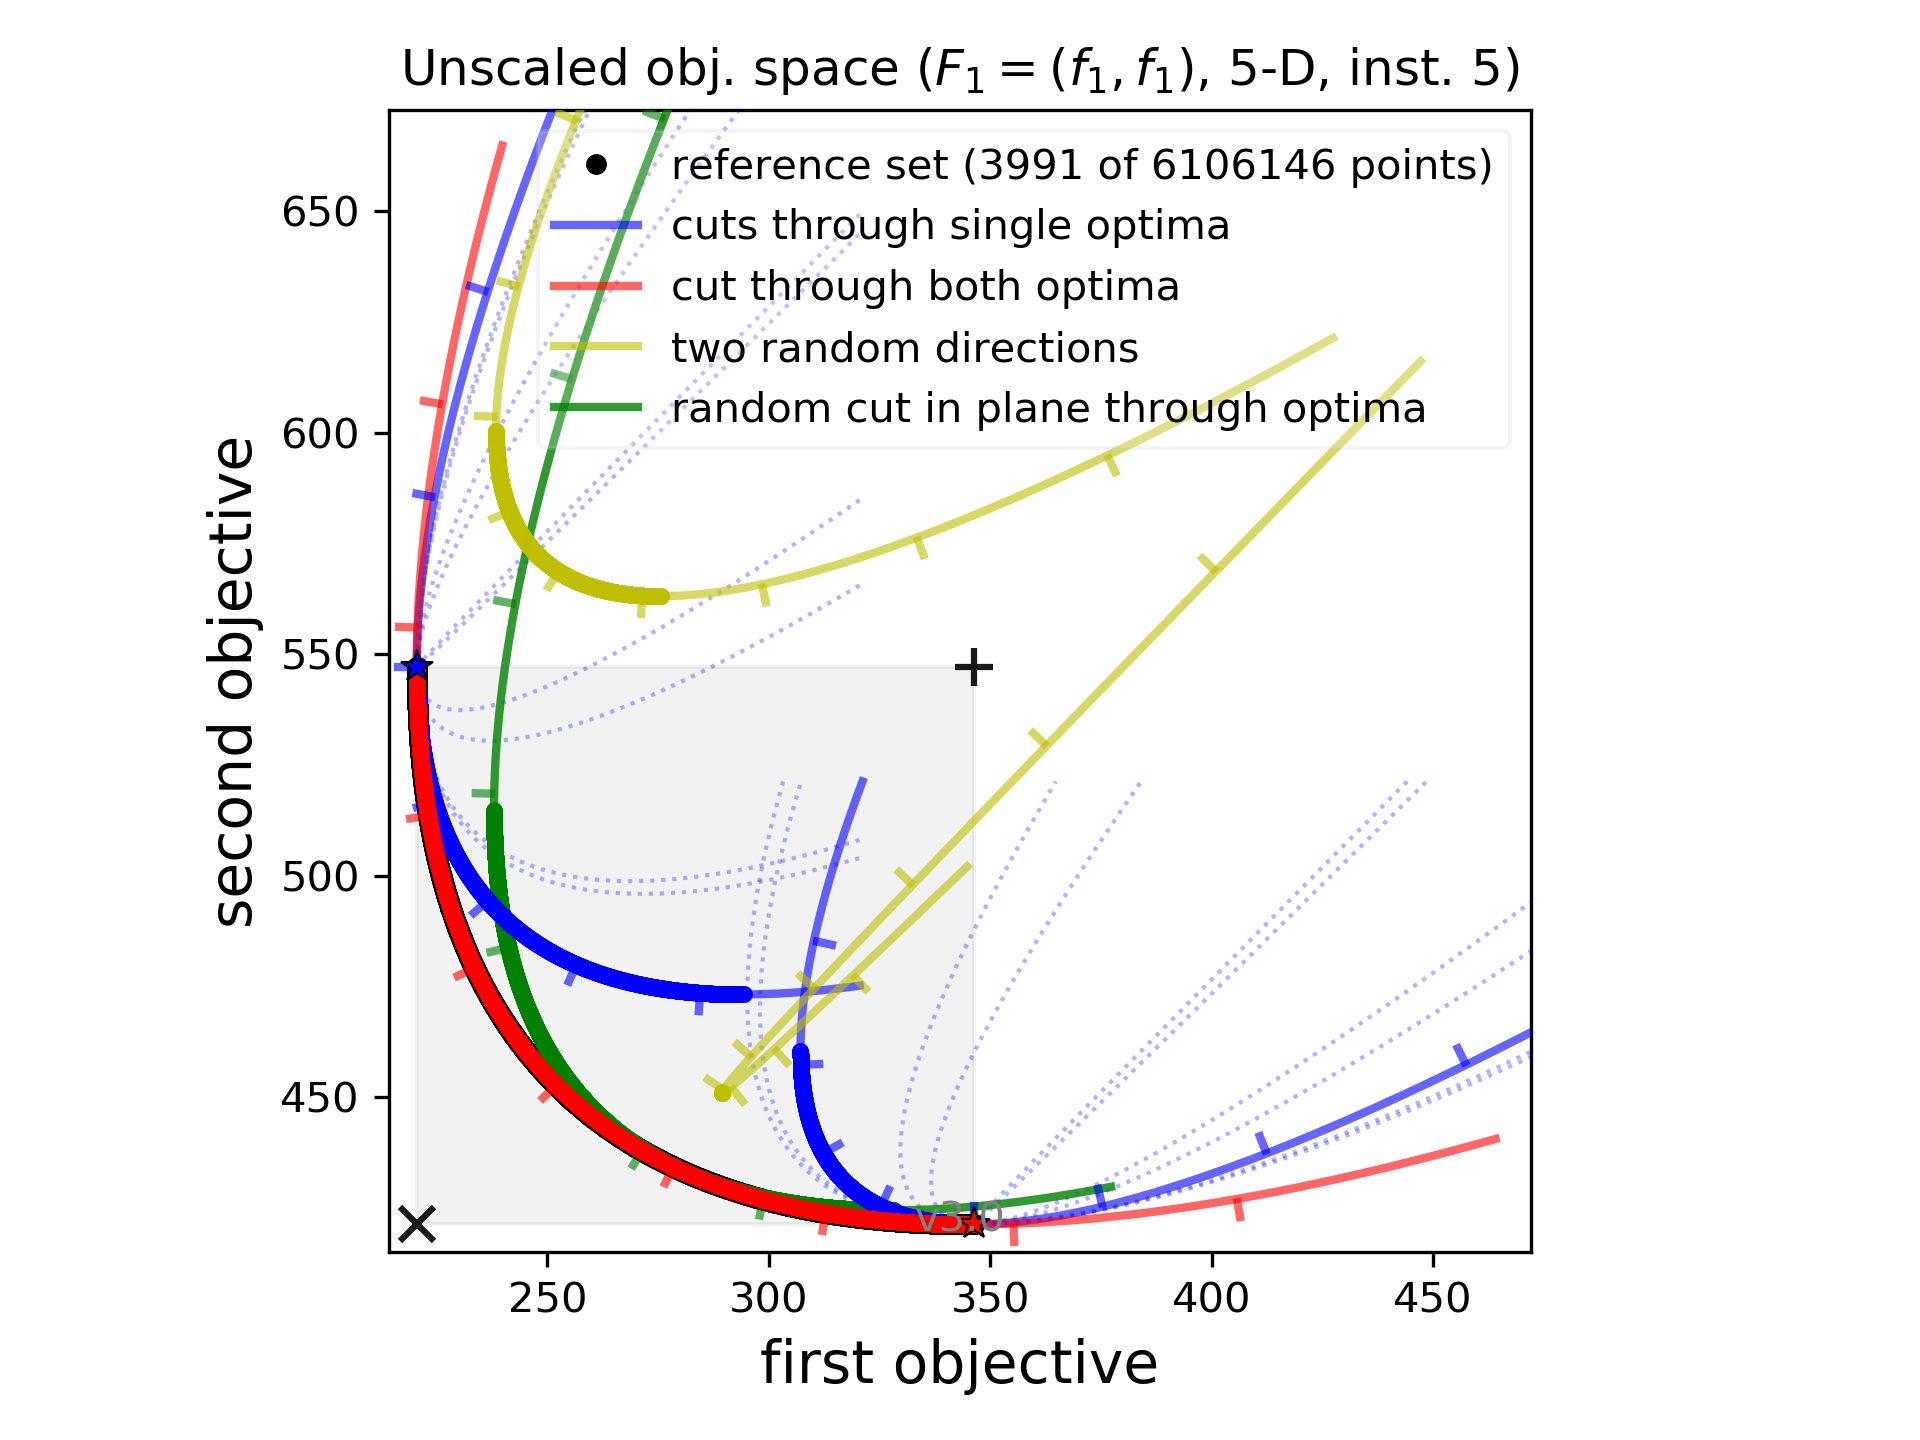 Unscaled obj. space (F₁ = (f₁, f₁), 5-D, inst. 5)
reference set (3991 of 6106146 points)
cuts through single optima
cut through both optima
two random directions
random cut in plane through optima
second objective
650
600
550
500
450
v3.0
250 300 350 400 450
first objective